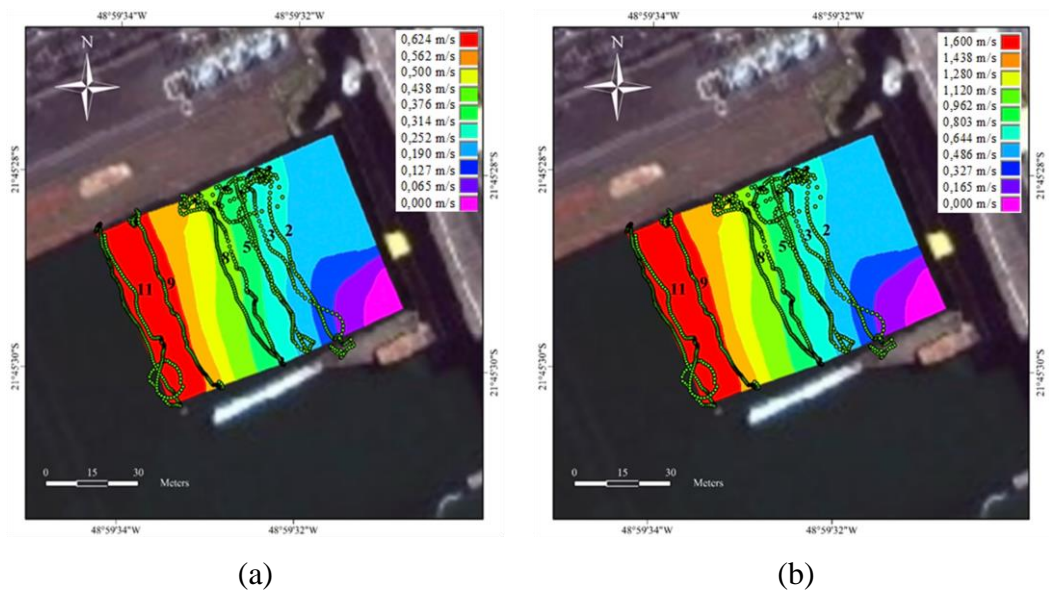 48°59'34"W 48°59'32"W
N
0,624 m/s
0,562 m/s
0,500 m/s
0,438 m/s
0,376 m/s
0,314 m/s
0,252 m/s
0,190 m/s
0,127 m/s
0,065 m/s
0,000 m/s
21°45'28"S 21°45'28"S
2
3
5
8
9
11
21°45'30"S 21°45'30"S
0 15 30
Meters
48°59'34"W 48°59'32"W
(a)
48°59'34"W 48°59'32"W
N
1,600 m/s
1,438 m/s
1,280 m/s
1,120 m/s
0,962 m/s
0,803 m/s
0,644 m/s
0,486 m/s
0,327 m/s
0,165 m/s
0,000 m/s
21°45'28"S 21°45'28"S
2
3
5
8
9
11
21°45'30"S 21°45'30"S
0 15 30
Meters
48°59'34"W 48°59'32"W
(b)